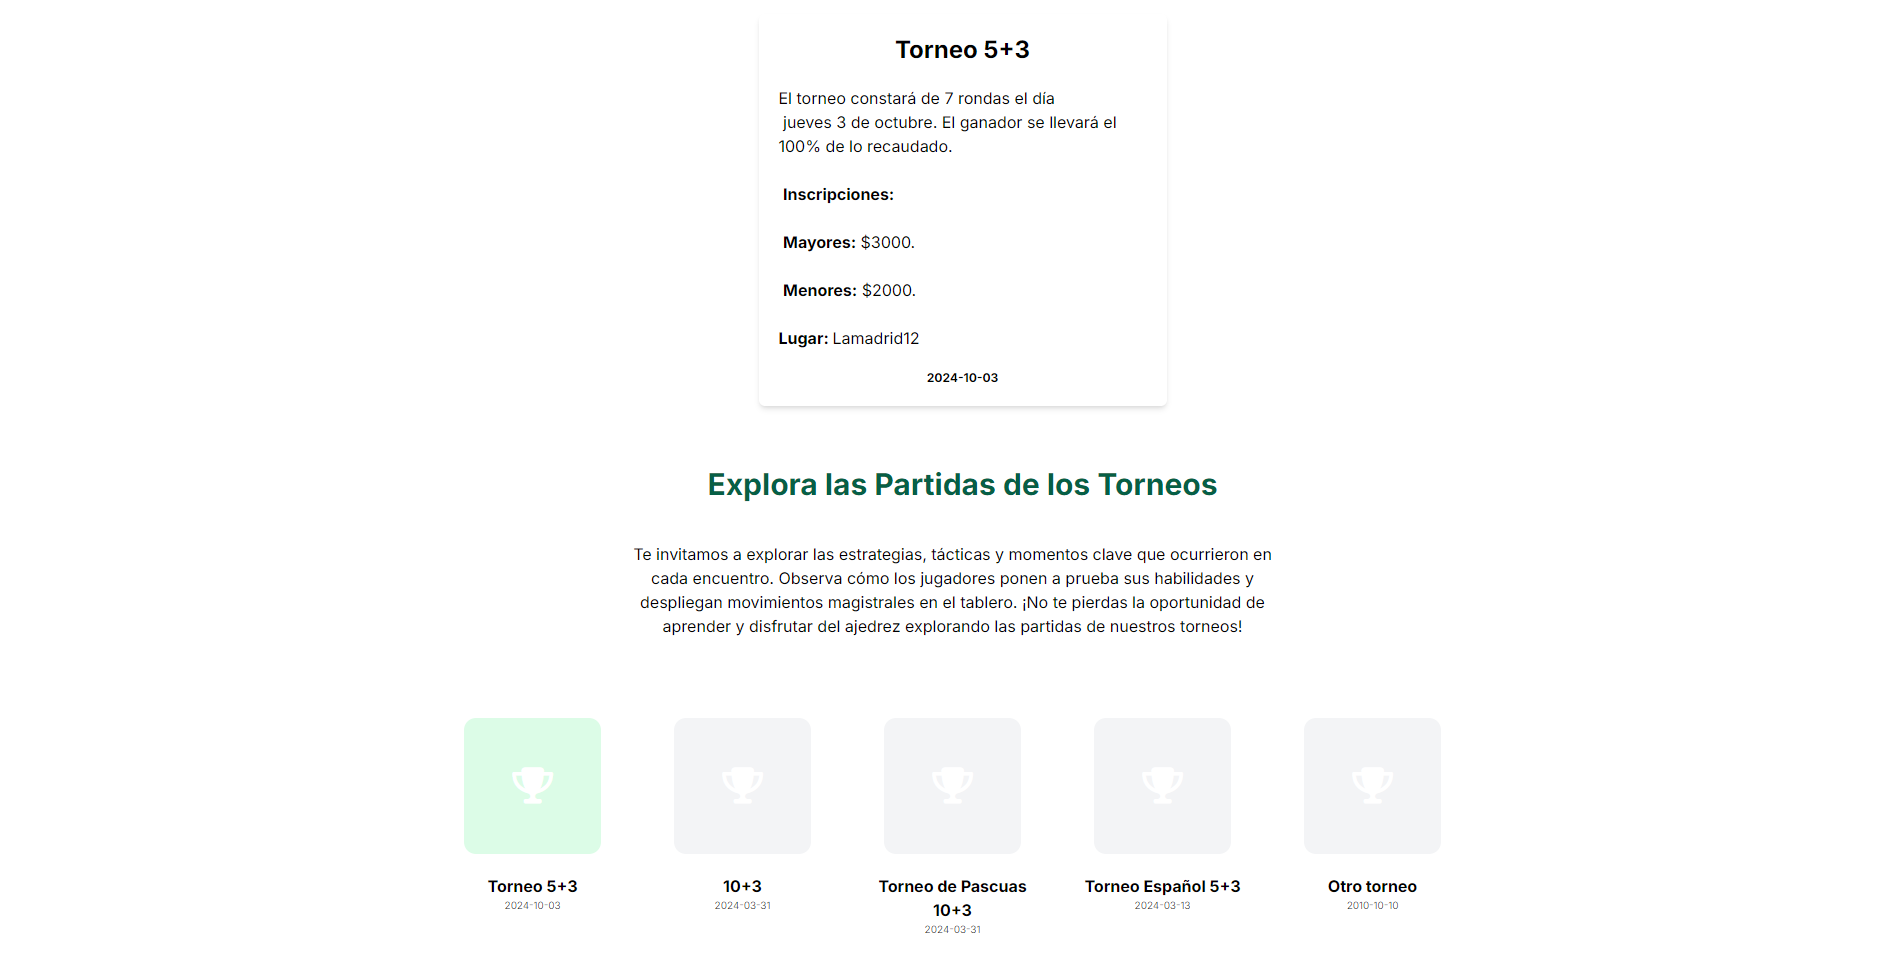 Torneo 5+3
El torneo constará de 7 rondas el día
jueves 3 de octubre. El ganador se llevará el
100% de lo recaudado.
Inscripciones:
Mayores: $3000.
Menores: $2000.
Lugar: Lamadrid12
2024-10-03
Explora las Partidas de los Torneos
Te invitamos a explorar las estrategias, tácticas y momentos clave que ocurrieron en
cada encuentro. Observa cómo los jugadores ponen a prueba sus habilidades y
despliegan movimientos magistrales en el tablero. ¡No te pierdas la oportunidad de
aprender y disfrutar del ajedrez explorando las partidas de nuestros torneos!
Torneo 5+3
2024-10-03
10+3
2024-03-31
Torneo de Pascuas
10+3
2024-03-31
Torneo Español 5+3
2024-03-13
Otro torneo
2010-10-10